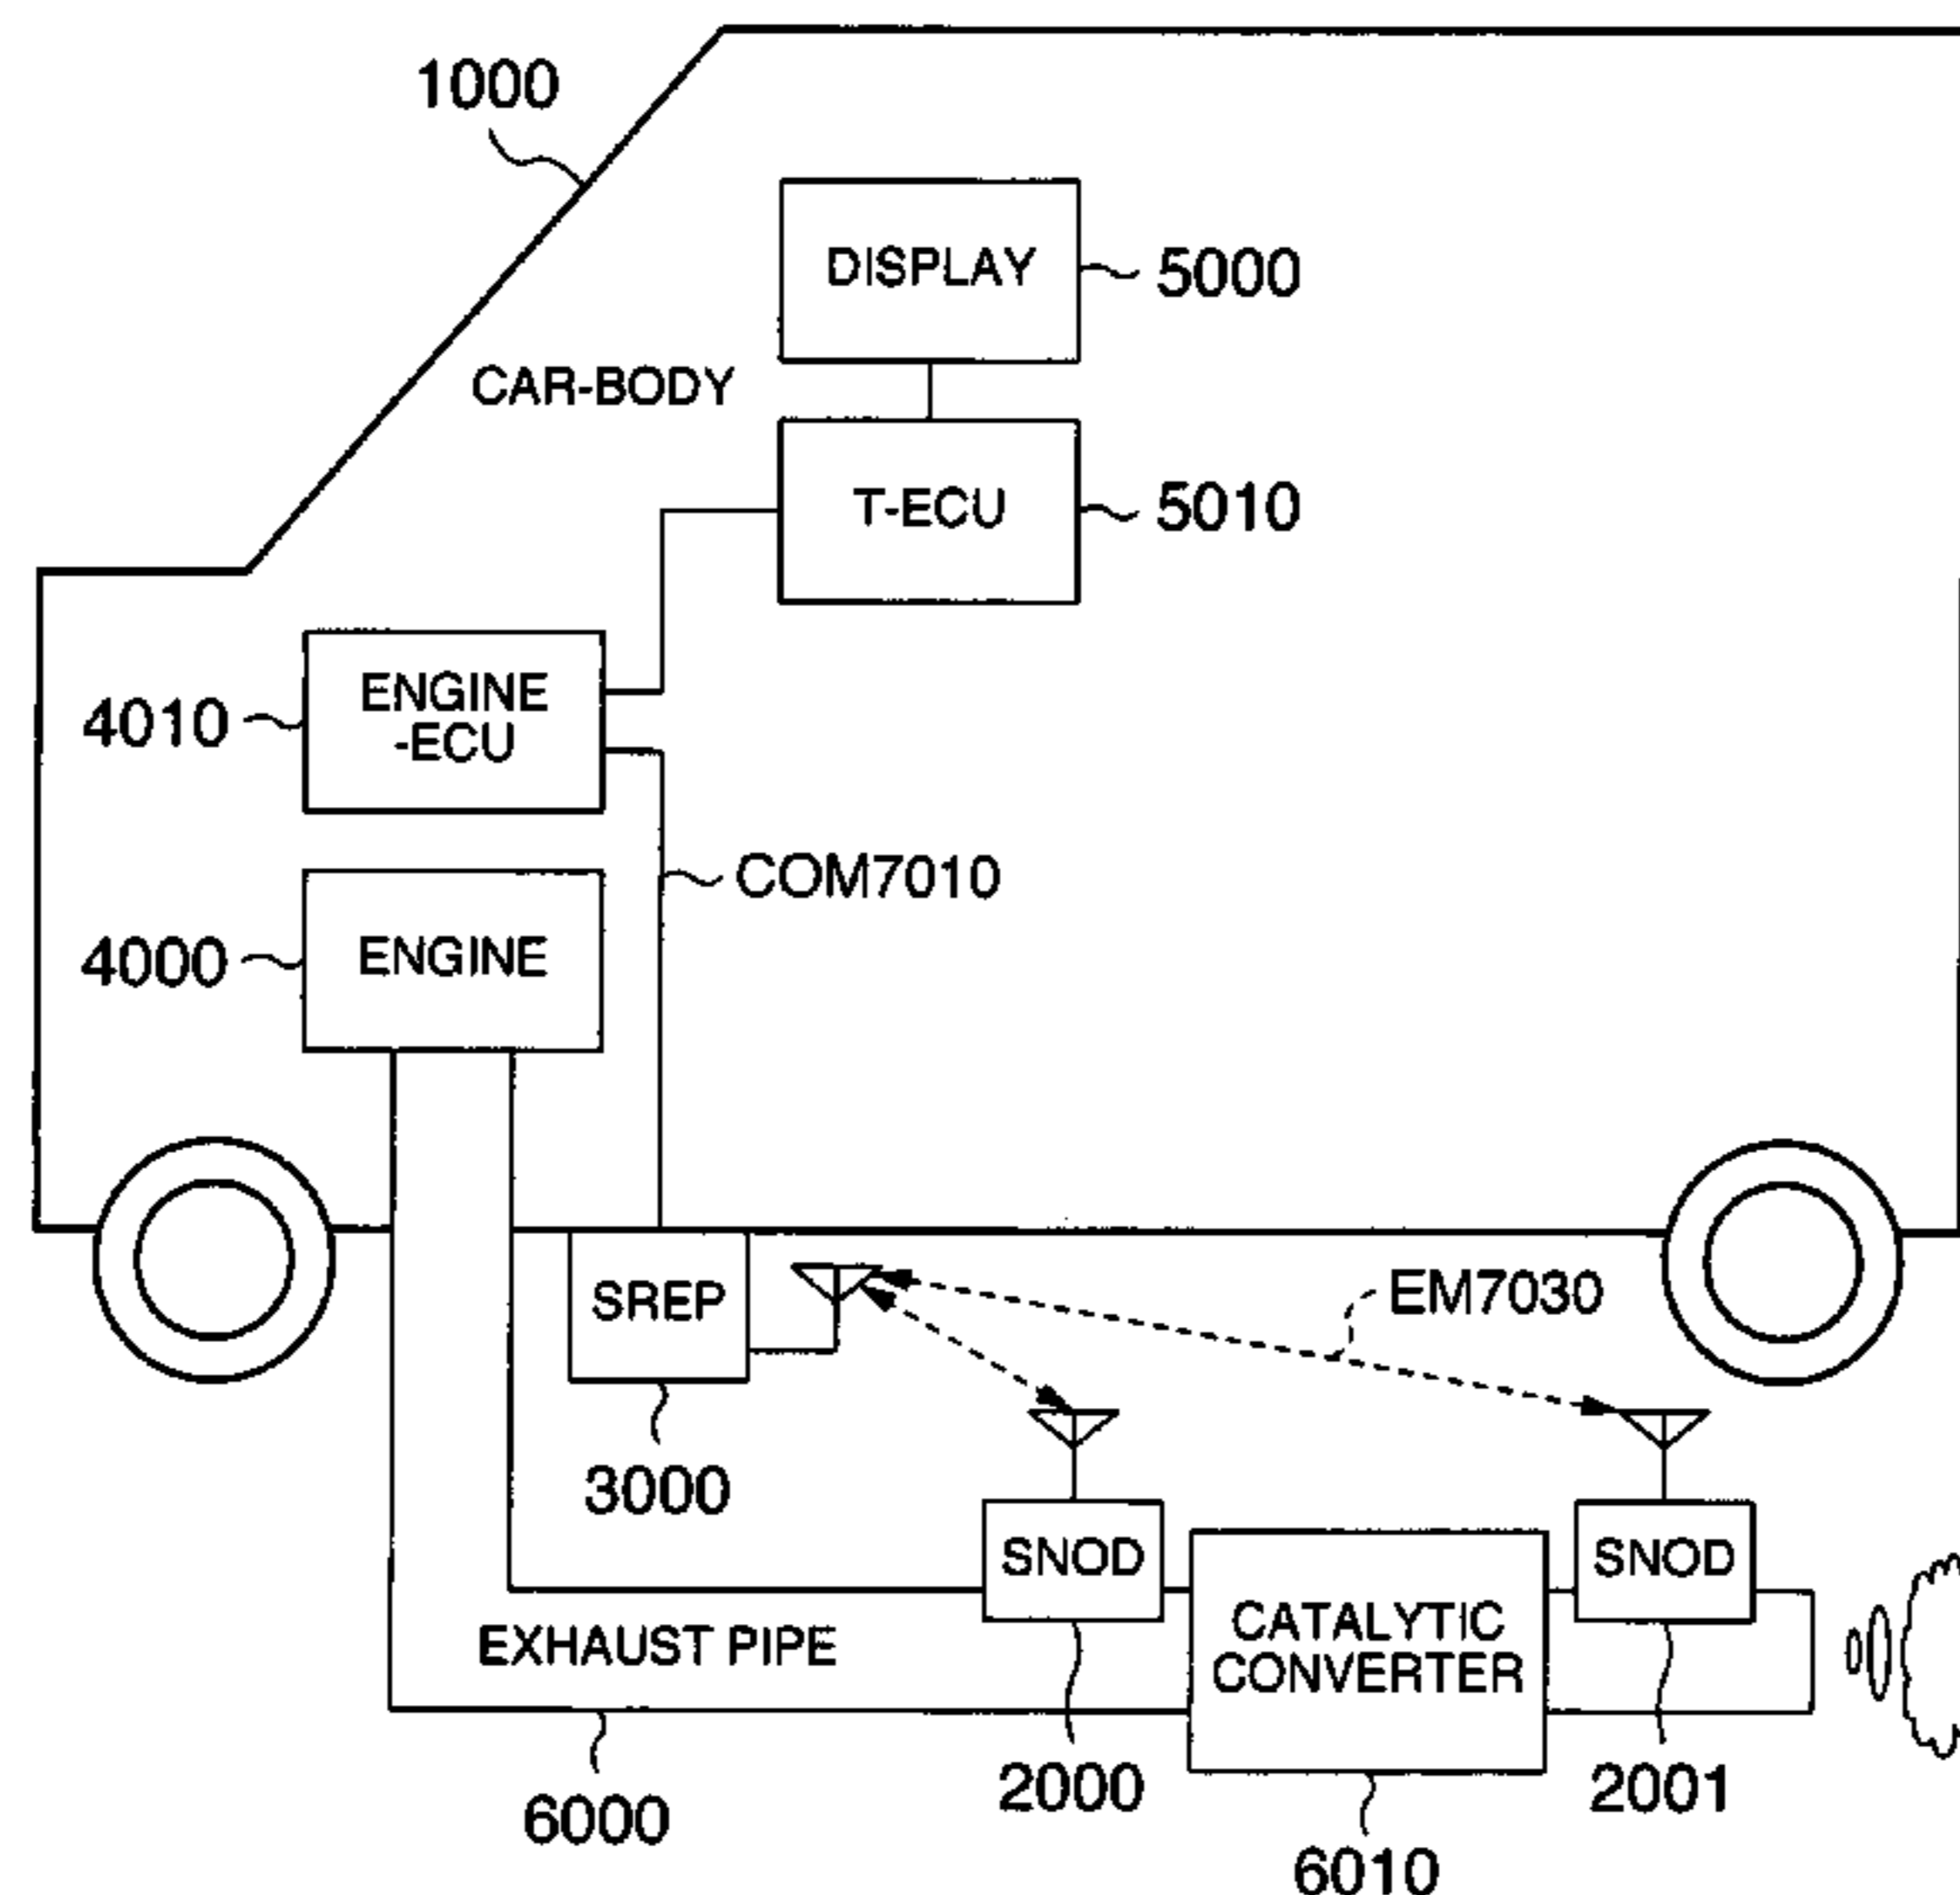 1000
DISPLAY
5000
CAR-BODY
T-ECU
5010
ENGINE
-ECU
4010
COM7010
ENGINE
4000
SREP
EM7030
3000
SNOD
SNOD
CATALYTIC
CONVERTER
EXHAUST PIPE
2000
2001
6000
6010